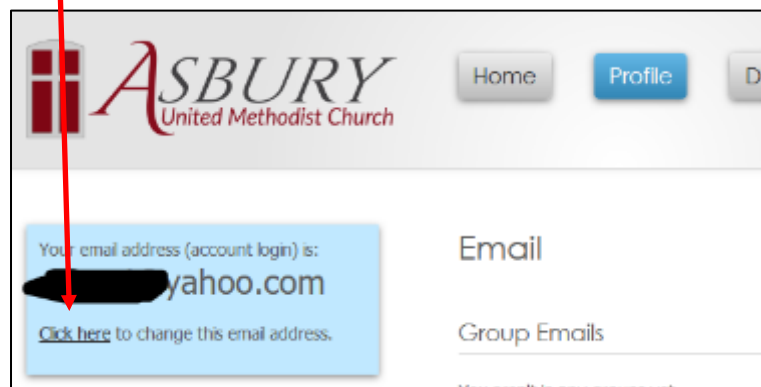 ASBURY
United Methodist Church
Home Profile D
Your email address (account login) is:
yahoo.com
Click here to change this email address.
Email
Group Emails